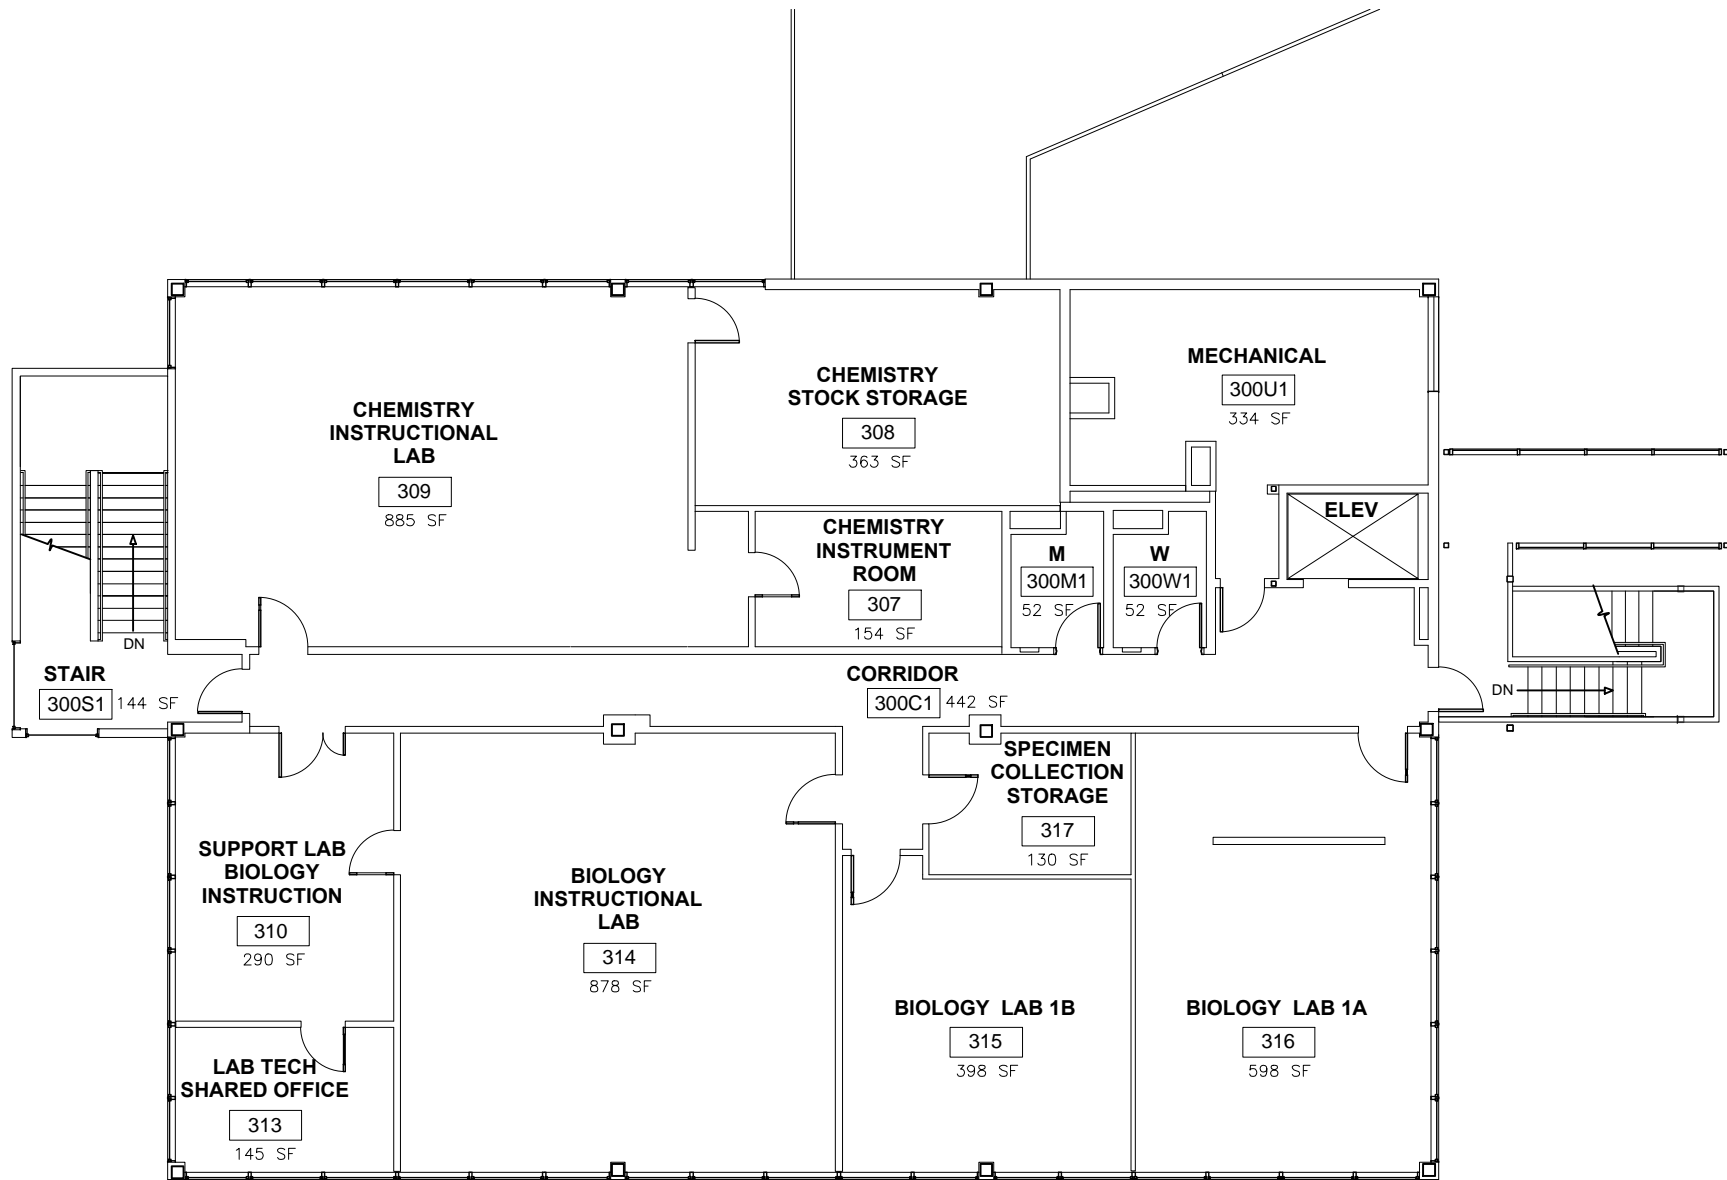 MECHANICAL
300U1
334 SF
CHEMISTRY
STOCK STORAGE
308
363 SF
CHEMISTRY
INSTRUCTIONAL
LAB
309
885 SF
ELEV
CHEMISTRY
INSTRUMENT
ROOM
307
154 SF
M
300M1
52 SF
W
300W1
52 SF
DN
STAIR
300S1 144 SF
CORRIDOR
300C1 442 SF
DN
SPECIMEN
COLLECTION
STORAGE
317
130 SF
SUPPORT LAB
BIOLOGY
INSTRUCTION
310
290 SF
BIOLOGY
INSTRUCTIONAL
LAB
314
878 SF
BIOLOGY LAB 1B
315
398 SF
BIOLOGY LAB 1A
316
598 SF
LAB TECH
SHARED OFFICE
313
145 SF